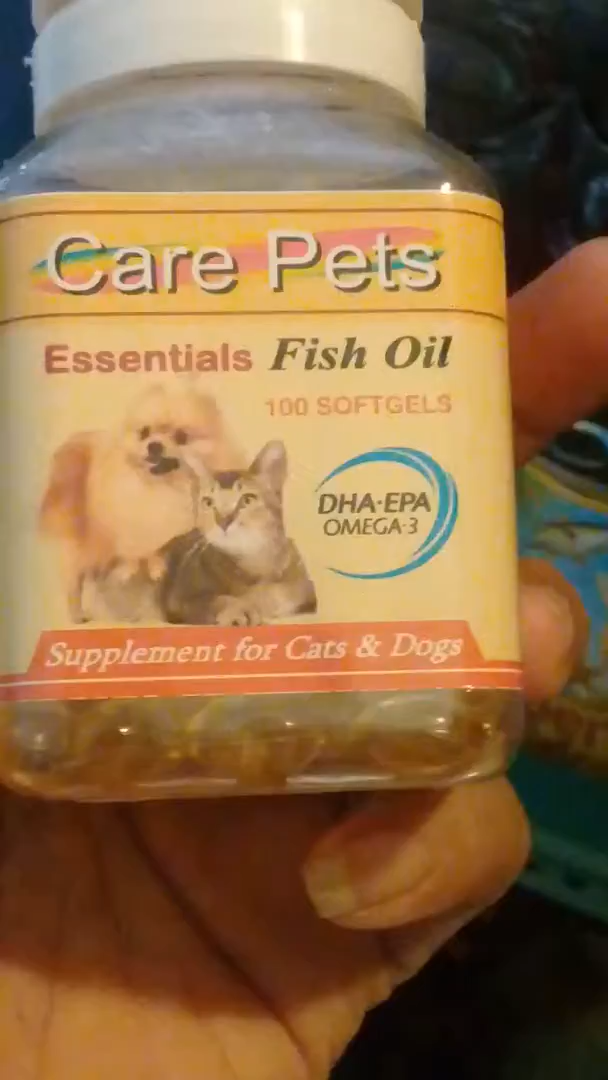 Care Pets
Essentials Fish Oil
100 SOFTGELS
DHA·EPA
OMEGA·3
Supplement for Cats & Dogs